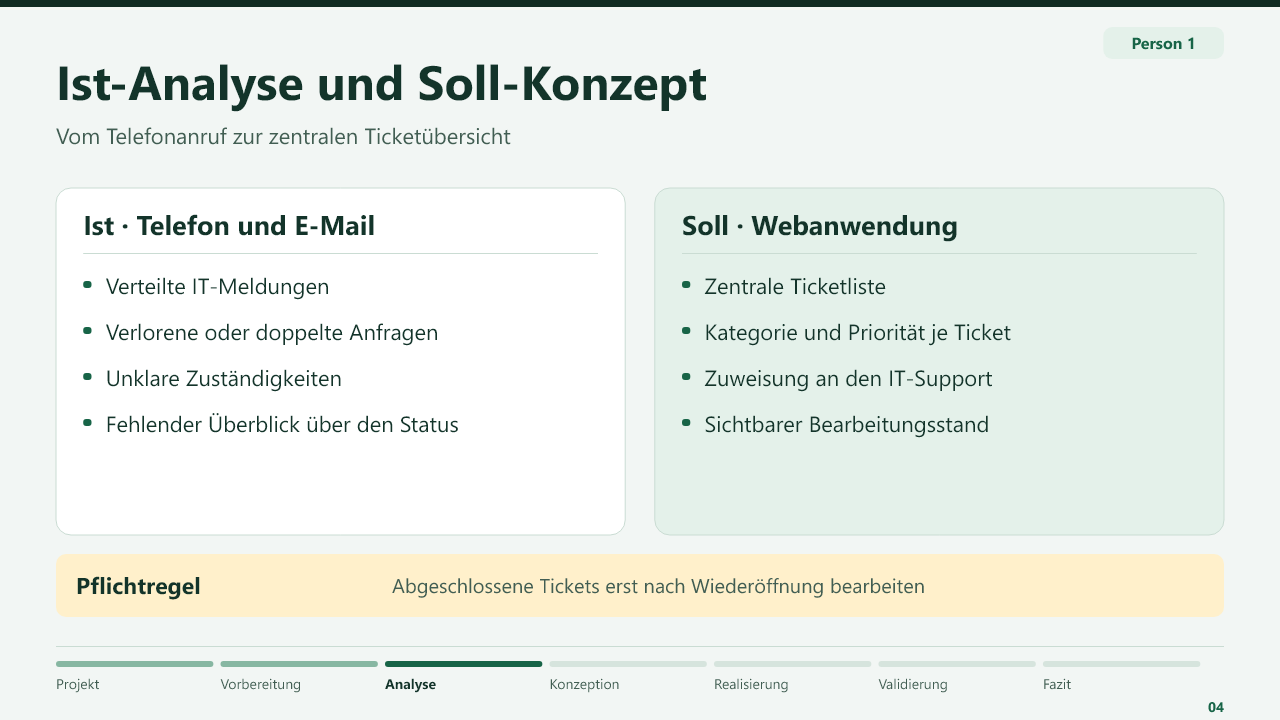 Person 1
Ist-Analyse und Soll-Konzept
Vom Telefonanruf zur zentralen Ticketübersicht
Ist · Telefon und E-Mail
• Verteilte IT-Meldungen
• Verlorene oder doppelte Anfragen
• Unklare Zuständigkeiten
• Fehlender Überblick über den Status
Soll · Webanwendung
• Zentrale Ticketliste
• Kategorie und Priorität je Ticket
• Zuweisung an den IT-Support
• Sichtbarer Bearbeitungsstand
Pflichtregel Abgeschlossene Tickets erst nach Wiederöffnung bearbeiten
Projekt Vorbereitung Analyse Konzeption Realisierung Validierung Fazit
04